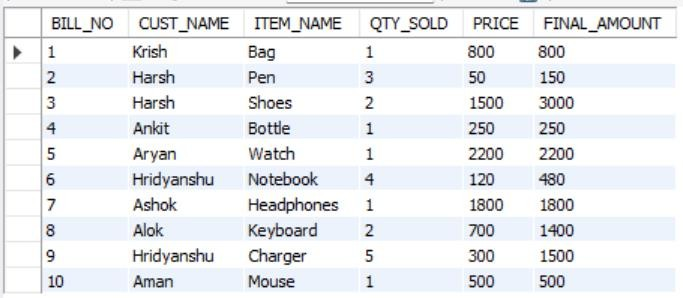 BILL_NO CUST_NAME ITEM_NAME QTY_SOLD PRICE FINAL_AMOUNT
1 Krish Bag 1 800 800
2 Harsh Pen 3 50 150
3 Harsh Shoes 2 1500 3000
4 Ankit Bottle 1 250 250
5 Aryan Watch 1 2200 2200
6 Hridyanshu Notebook 4 120 480
7 Ashok Headphones 1 1800 1800
8 Alok Keyboard 2 700 1400
9 Hridyanshu Charger 5 300 1500
10 Aman Mouse 1 500 500